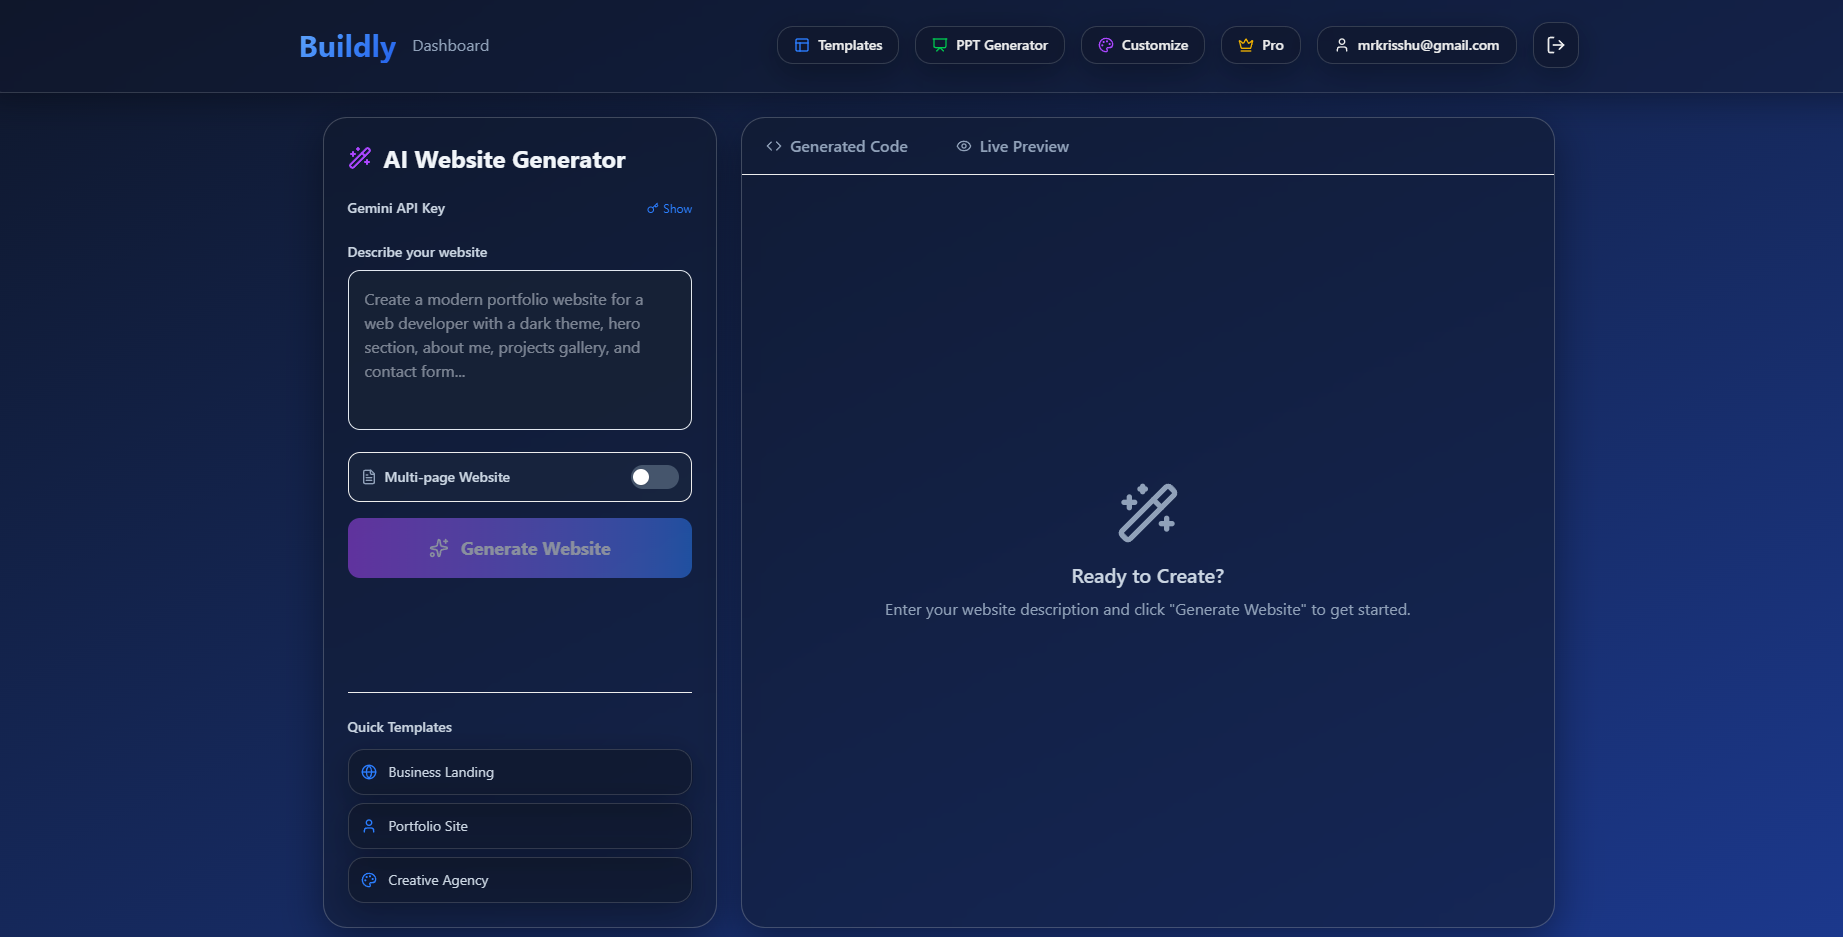 Buildly
Dashboard
Templates
PPT Generator
Customize
Pro
mrkrisshu@gmail.com
AI Website Generator
Gemini API Key
Show
Describe your website
Create a modern portfolio website for a
web developer with a dark theme, hero
section, about me, projects gallery, and
contact form...
Multi-page Website
Generate Website
Quick Templates
Business Landing
Portfolio Site
Creative Agency
Generated Code
Live Preview
Ready to Create?
Enter your website description and click "Generate Website" to get started.